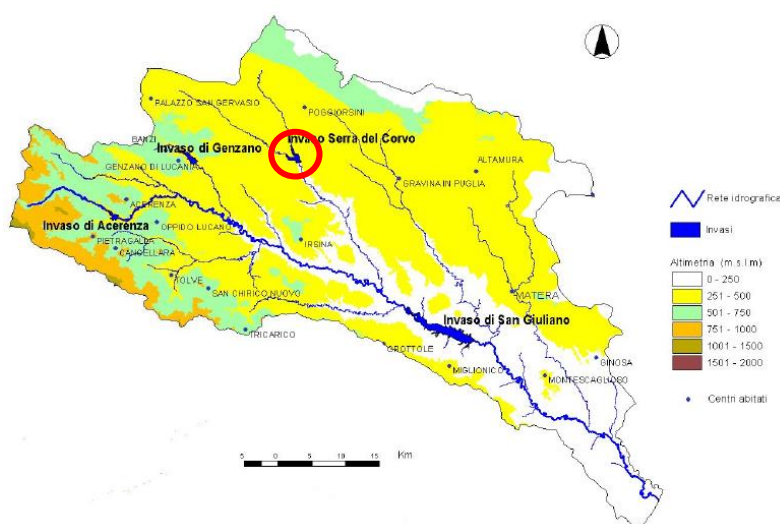 PALAZZO SAN GERVASIO
POGGIORSINI
BANZI
Invaso di Genzano
Invaso Serra del Corvo
GENZANO DI LUCANIA
ALTAMURA
GRAVINA IN PUGLIA
ACERENZA
Invaso di Acerenza
OPPIDO LUCANO
PIETRAGALLA
CANCELLARA
IRSINA
TOLVE
SAN CHIRICO NUOVO
MATERA
Invaso di San Giuliano
TRICARICO
GROTTOLE
MIGLIONICO
GINOSA
MONTESCAGLIOSO
Rete idrografica
Invasi
Altimetria (m.s.l.m)
0 - 250
251 - 500
501 - 750
751 - 1000
1001 - 1500
1501 - 2000
Centri abitati
5 0 5 10 15 Km